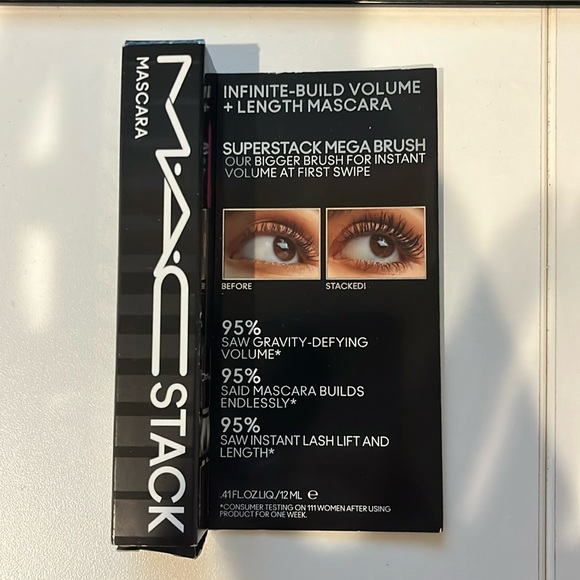 MASCARA
M·A·C STACK
INFINITE-BUILD VOLUME
+ LENGTH MASCARA
SUPERSTACK MEGA BRUSH
OUR BIGGER BRUSH FOR INSTANT
VOLUME AT FIRST SWIPE
BEFORE
STACKED!
95%
SAW GRAVITY-DEFYING
VOLUME*
95%
SAID MASCARA BUILDS
ENDLESSLY*
95%
SAW INSTANT LASH LIFT AND
LENGTH*
.41 FL.OZ.LIQ/12 ML ℮
*CONSUMER TESTING ON 111 WOMEN AFTER USING
PRODUCT FOR ONE WEEK.